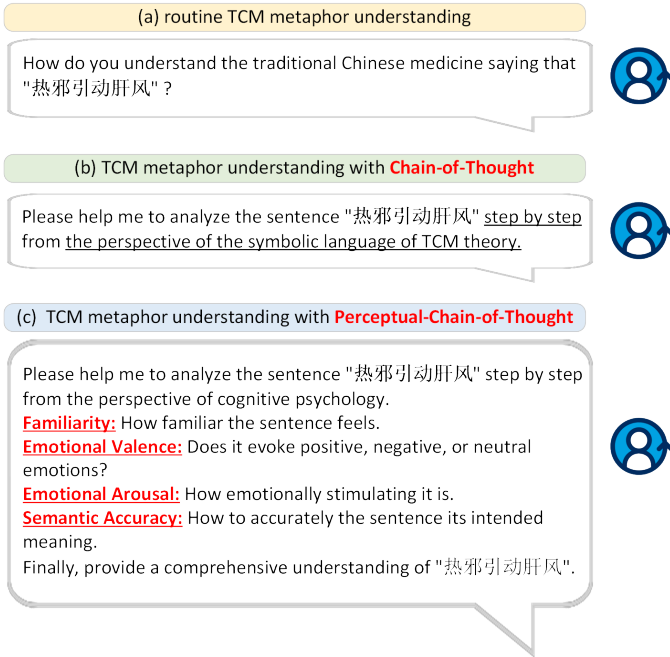 (a) routine TCM metaphor understanding
How do you understand the traditional Chinese medicine saying that
"热邪引动肝风" ?
(b) TCM metaphor understanding with Chain-of-Thought
Please help me to analyze the sentence "热邪引动肝风" step by step
from the perspective of the symbolic language of TCM theory.
(c) TCM metaphor understanding with Perceptual-Chain-of-Thought
Please help me to analyze the sentence "热邪引动肝风" step by step
from the perspective of cognitive psychology.
Familiarity: How familiar the sentence feels.
Emotional Valence: Does it evoke positive, negative, or neutral
emotions?
Emotional Arousal: How emotionally stimulating it is.
Semantic Accuracy: How to accurately the sentence its intended
meaning.
Finally, provide a comprehensive understanding of "热邪引动肝风".